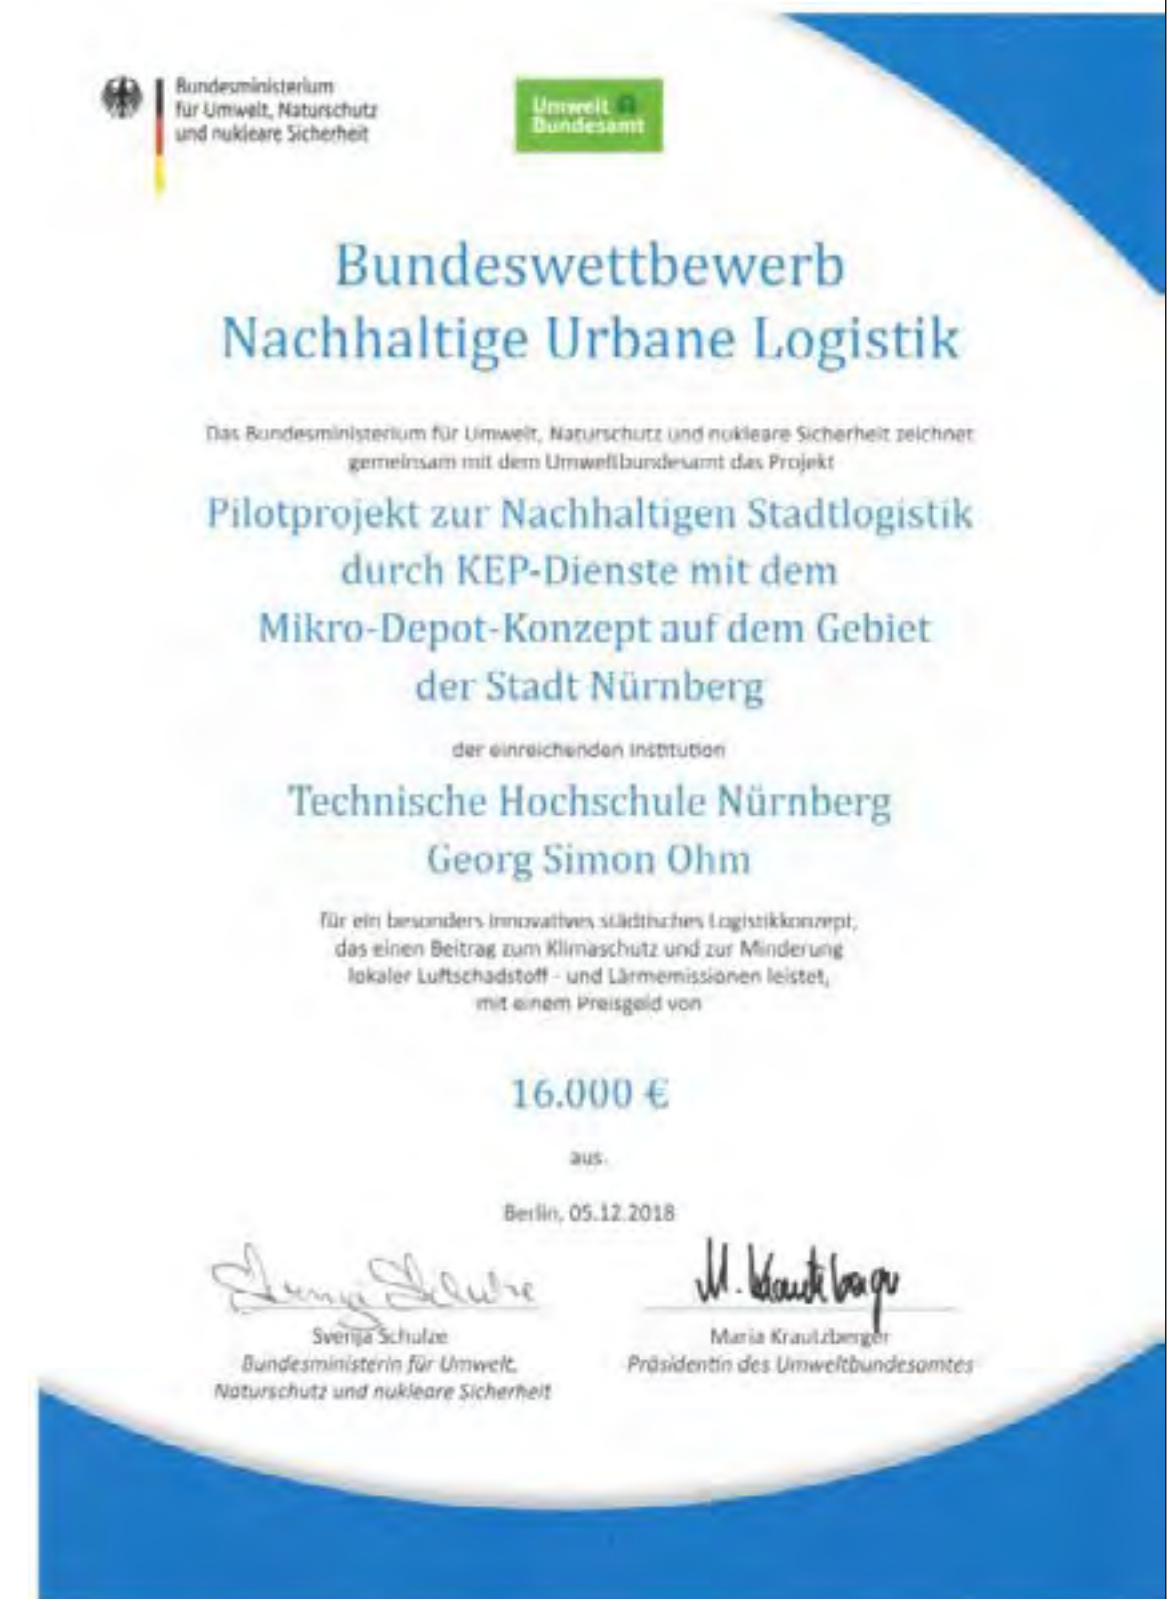 Bundesministerium
für Umwelt, Naturschutz
und nukleare Sicherheit
Umwelt
Bundesamt
Bundeswettbewerb
Nachhaltige Urbane Logistik
Das Bundesministerium für Umwelt, Naturschutz und nukleare Sicherheit zeichnet
gemeinsam mit dem Umweltbundesamt das Projekt
Pilotprojekt zur Nachhaltigen Stadtlogistik
durch KEP-Dienste mit dem
Mikro-Depot-Konzept auf dem Gebiet
der Stadt Nürnberg
der einreichenden Institution
Technische Hochschule Nürnberg
Georg Simon Ohm
für ein besonders innovatives städtisches Logistikkonzept,
das einen Beitrag zum Klimaschutz und zur Minderung
lokaler Luftschadstoff - und Lärmemissionen leistet,
mit einem Preisgeld von
16.000 €
aus.
Berlin, 05.12.2018
Svenja Schulze
M. Krautzberger
Svenja Schulze
Maria Krautzberger
Bundesministerin für Umwelt,
Präsidentin des Umweltbundesamtes
Naturschutz und nukleare Sicherheit